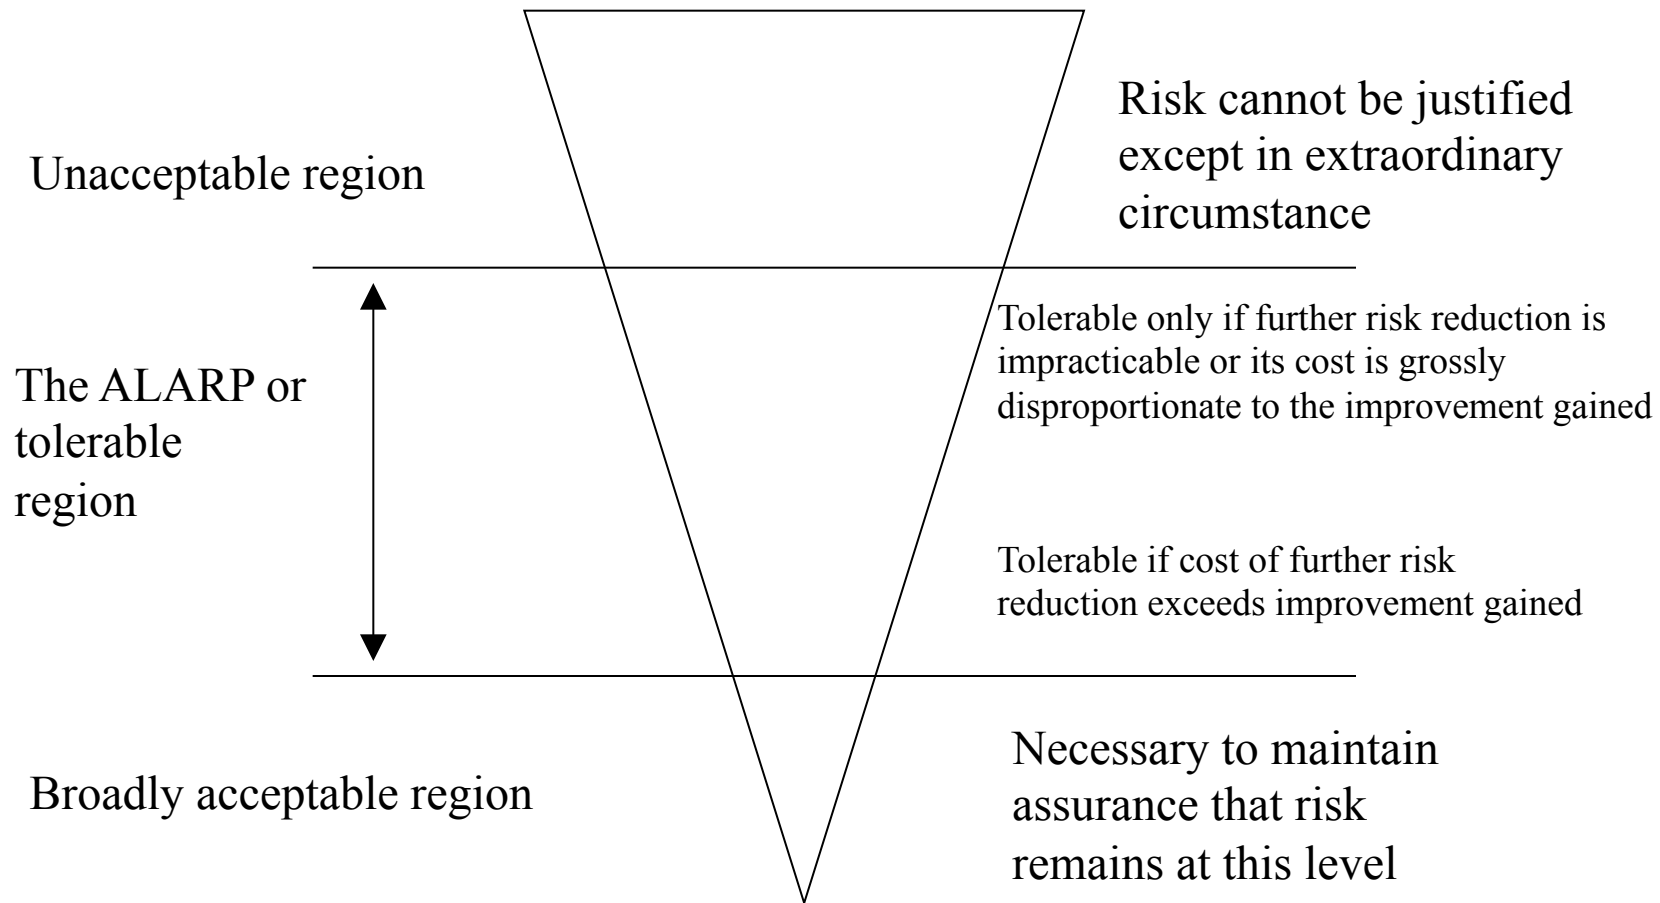 Unacceptable region
Risk cannot be justified
except in extraordinary
circumstance
The ALARP or
tolerable
region
Tolerable only if further risk reduction is
impracticable or its cost is grossly
disproportionate to the improvement gained
Tolerable if cost of further risk
reduction exceeds improvement gained
Broadly acceptable region
Necessary to maintain
assurance that risk
remains at this level